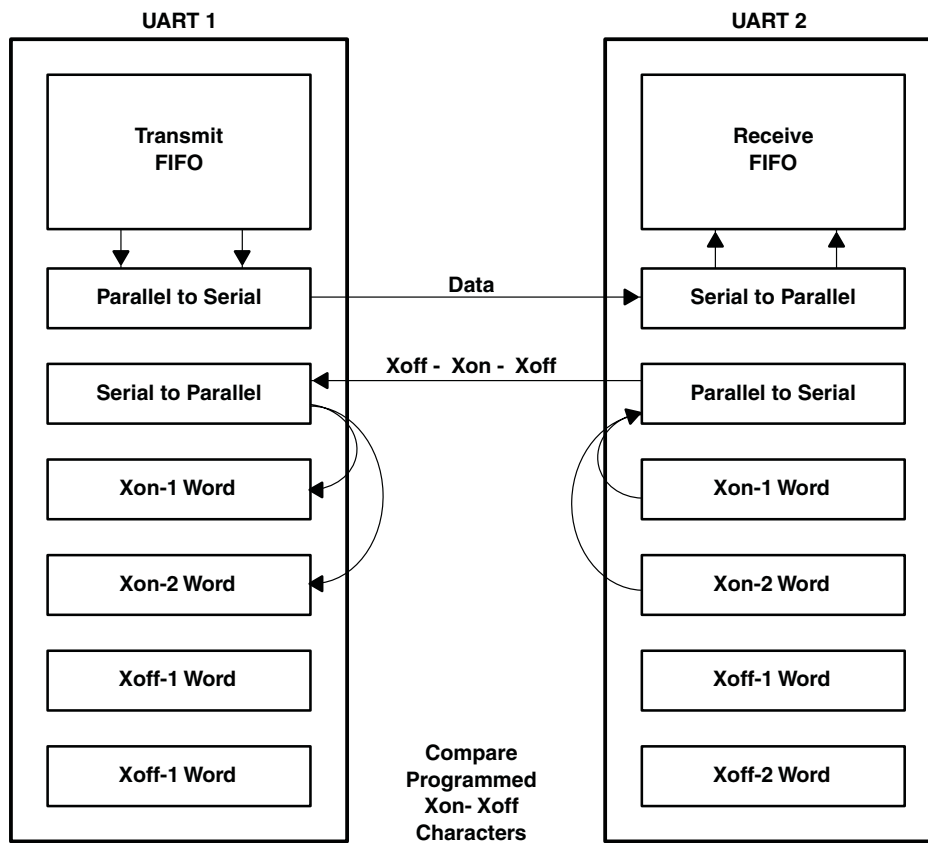 UART 1
Transmit
FIFO
Parallel to Serial
Serial to Parallel
Xon-1 Word
Xon-2 Word
Xoff-1 Word
Xoff-1 Word
Data
Xoff - Xon - Xoff
Compare
Programmed
Xon- Xoff
Characters
UART 2
Receive
FIFO
Serial to Parallel
Parallel to Serial
Xon-1 Word
Xon-2 Word
Xoff-1 Word
Xoff-2 Word